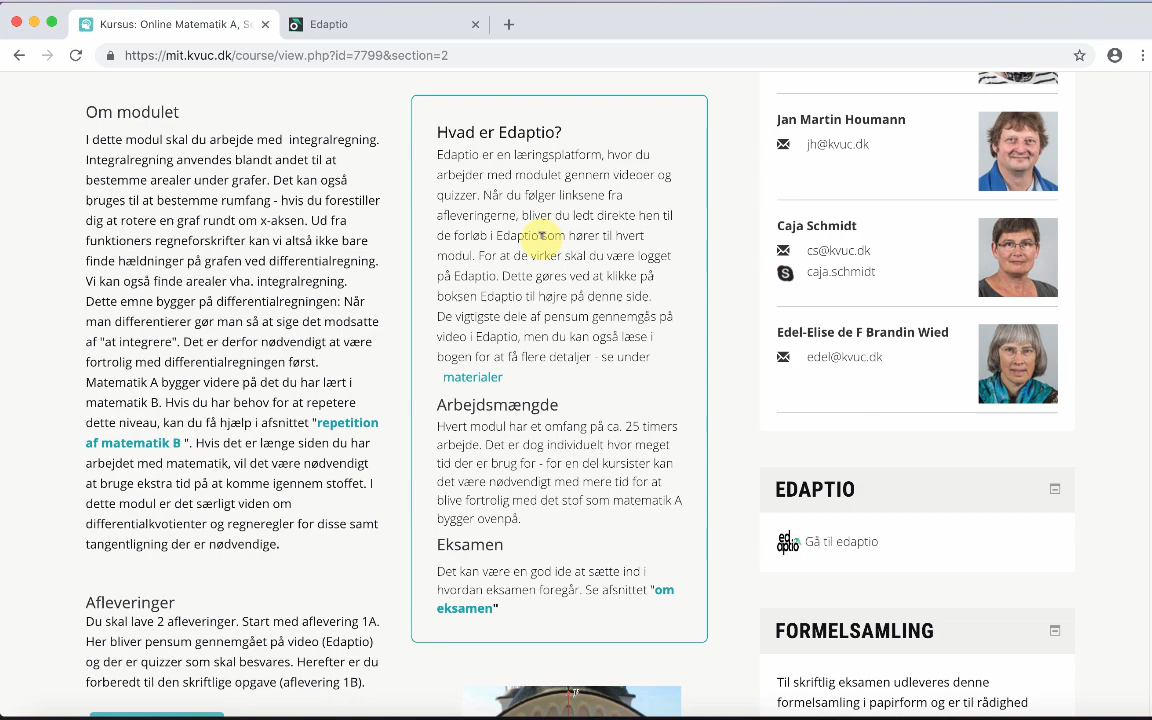 Kursus: Online Matematik A, Se
Edaptio
https://mit.kvuc.dk/course/view.php?id=7799&section=2
Om modulet
I dette modul skal du arbejde med integralregning.
Integralregning anvendes blandt andet til at
bestemme arealer under grafer. Det kan også
bruges til at bestemme rumfang - hvis du forestiller
dig at rotere en graf rundt om x-aksen. Ud fra
funktioners regneforskrifter kan vi altså ikke bare
finde hældninger på grafen ved differentialregning.
Vi kan også finde arealer vha. integralregning.
Dette emne bygger på differentialregningen: Når
man differentierer gør man så at sige det modsatte
af "at integrere". Det er derfor nødvendigt at være
fortrolig med differentialregningen først.
Matematik A bygger videre på det du har lært i
matematik B. Hvis du har behov for at repetere
dette niveau, kan du få hjælp i afsnittet "repetition
af matematik B ". Hvis det er længe siden du har
arbejdet med matematik, vil det være nødvendigt
at bruge ekstra tid på at komme igennem stoffet. I
dette modul er det særligt viden om
differentialkvotienter og regneregler for disse samt
tangentligning der er nødvendige.
Afleveringer
Du skal lave 2 afleveringer. Start med aflevering 1A.
Her bliver pensum gennemgået på video (Edaptio)
og der er quizzer som skal besvares. Herefter er du
forberedt til den skriftlige opgave (aflevering 1B).
Hvad er Edaptio?
Edaptio er en læringsplatform, hvor du
arbejder med modulet gennem videoer og
quizzer. Når du følger linksene fra
afleveringerne, bliver du ledt direkte hen til
de forløb i Edaptio som hører til hvert
modul. For at de virker skal du være logget
på Edaptio. Dette gøres ved at klikke på
boksen Edaptio til højre på denne side.
De vigtigste dele af pensum gennemgås på
video i Edaptio, men du kan også læse i
bogen for at få flere detaljer - se under
materialer
Arbejdsmængde
Hvert modul har et omfang på ca. 25 timers
arbejde. Det er dog individuelt hvor meget
tid der er brug for - for en del kursister kan
det være nødvendigt med mere tid for at
blive fortrolig med det stof som matematik A
bygger ovenpå.
Eksamen
Det kan være en god ide at sætte ind i
hvordan eksamen foregår. Se afsnittet "om
eksamen"
Jan Martin Houmann
jh@kvuc.dk
Caja Schmidt
cs@kvuc.dk
caja.schmidt
Edel-Elise de F Brandin Wied
edel@kvuc.dk
EDAPTIO
edaptio Gå til edaptio
FORMELSAMLING
Til skriftlig eksamen udleveres denne
formelsamling i papirform og er til rådighed